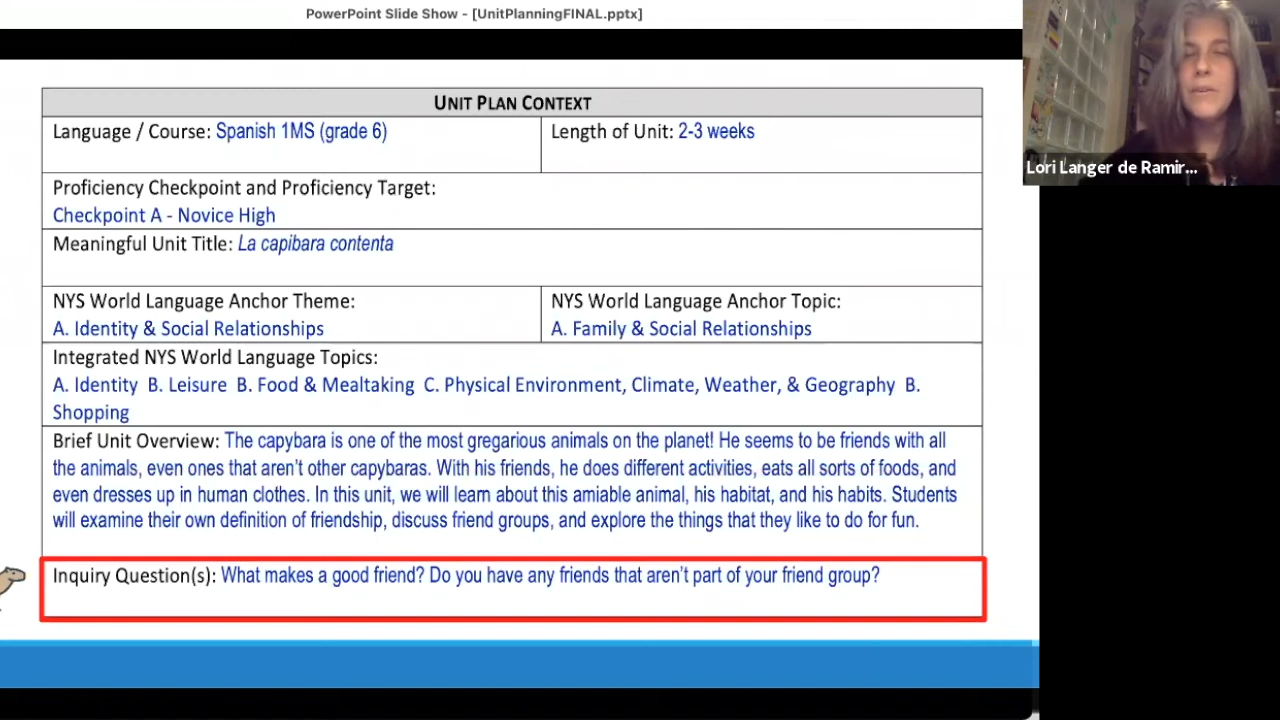 PowerPoint Slide Show - [UnitPlanningFINAL.pptx]
UNIT PLAN CONTEXT
Language / Course: Spanish 1MS (grade 6)
Length of Unit: 2-3 weeks
Proficiency Checkpoint and Proficiency Target:
Checkpoint A - Novice High
Meaningful Unit Title: La capibara contenta
NYS World Language Anchor Theme:
A. Identity & Social Relationships
NYS World Language Anchor Topic:
A. Family & Social Relationships
Integrated NYS World Language Topics:
A. Identity B. Leisure B. Food & Mealtaking C. Physical Environment, Climate, Weather, & Geography B.
Shopping
Brief Unit Overview: The capybara is one of the most gregarious animals on the planet! He seems to be friends with all
the animals, even ones that aren't other capybaras. With his friends, he does different activities, eats all sorts of foods, and
even dresses up in human clothes. In this unit, we will learn about this amiable animal, his habitat, and his habits. Students
will examine their own definition of friendship, discuss friend groups, and explore the things that they like to do for fun.
Inquiry Question(s): What makes a good friend? Do you have any friends that aren't part of your friend group?
Lori Langer de Ramir...